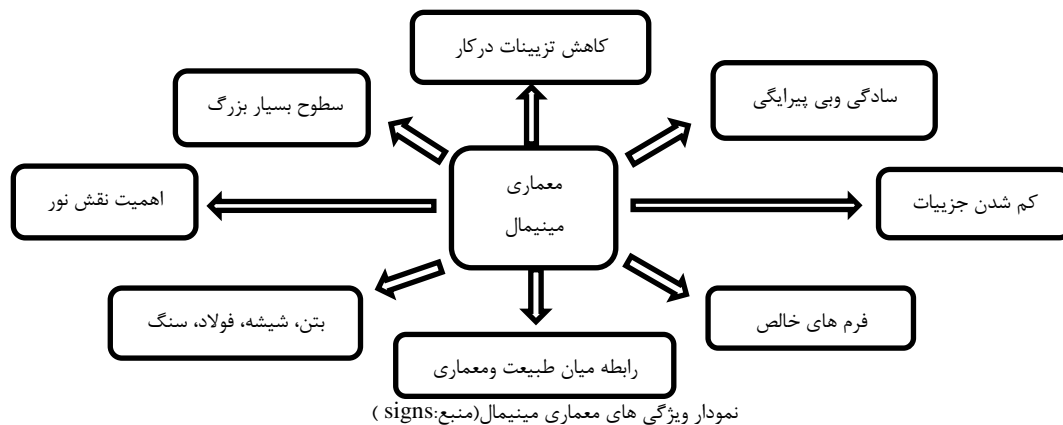 کاهش تزیینات درکار
سادگی وبی پیرایگی
سطوح بسیار بزرگ
معماری
مینیمال
کم شدن جزییات
اهمیت نقش نور
فرم های خالص
بتن، شیشه، فولاد، سنگ
رابطه میان طبیعت ومعماری
نمودار ویژگی های معماری مینیمال(منبع:signs )